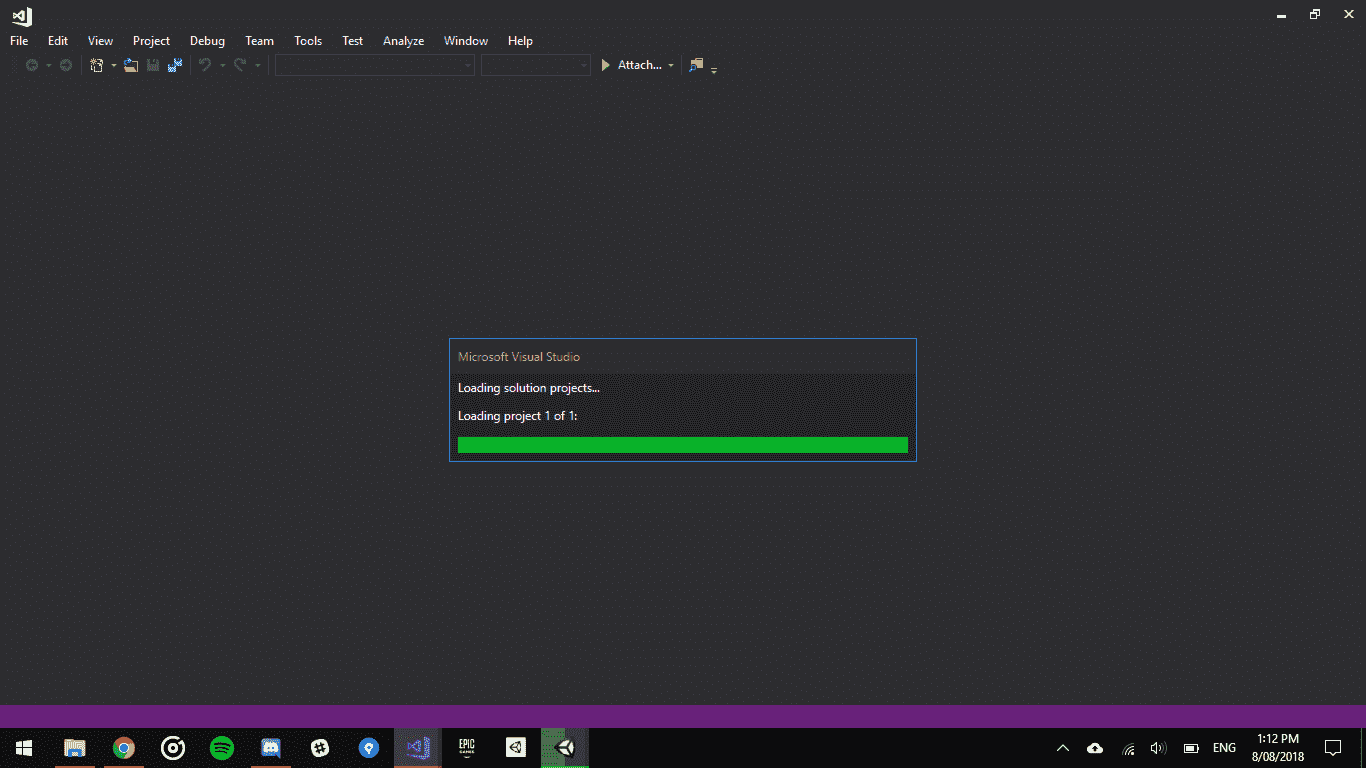 File Edit View Project Debug Team Tools Test Analyze Window Help
Attach...
Microsoft Visual Studio
Loading solution projects...
Loading project 1 of 1:
EPIC
GAMES
ENG
1:12 PM
8/08/2018